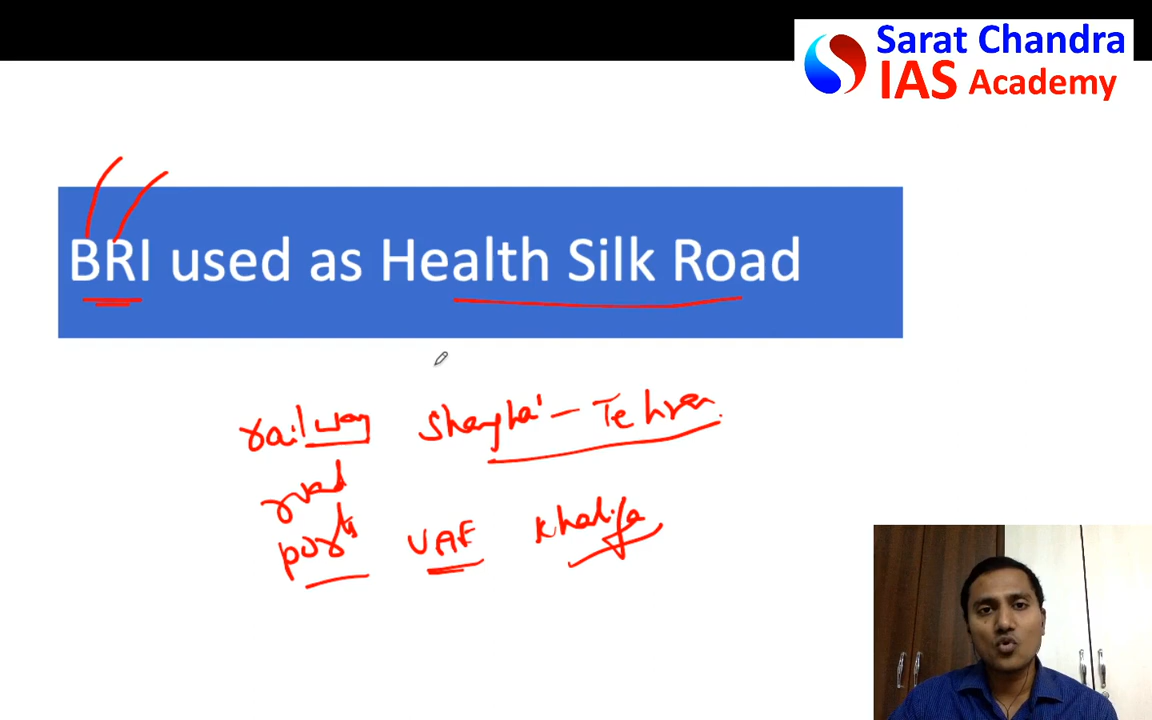 Sarat Chandra
IAS Academy
BRI used as Health Silk Road
railway Shanghai - Tehran
road
ports UAE Khalifa